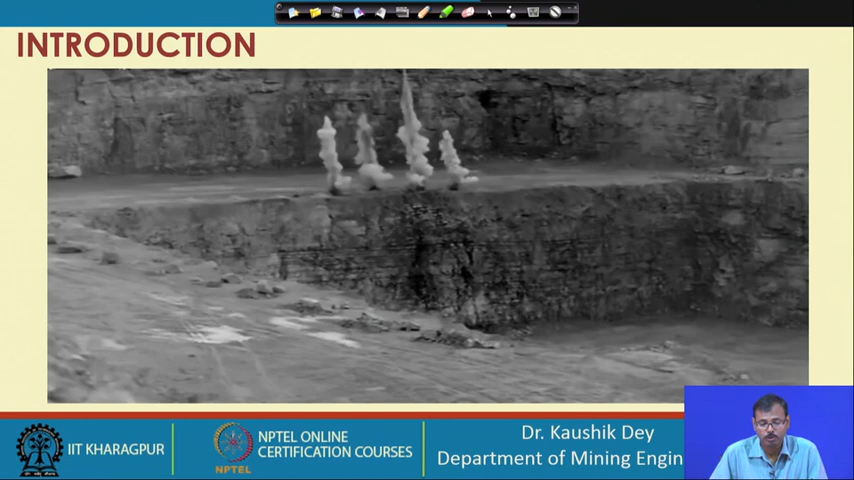 INTRODUCTION
IIT KHARAGPUR
NPTEL
NPTEL ONLINE
CERTIFICATION COURSES
Dr. Kaushik Dey
Department of Mining Engin